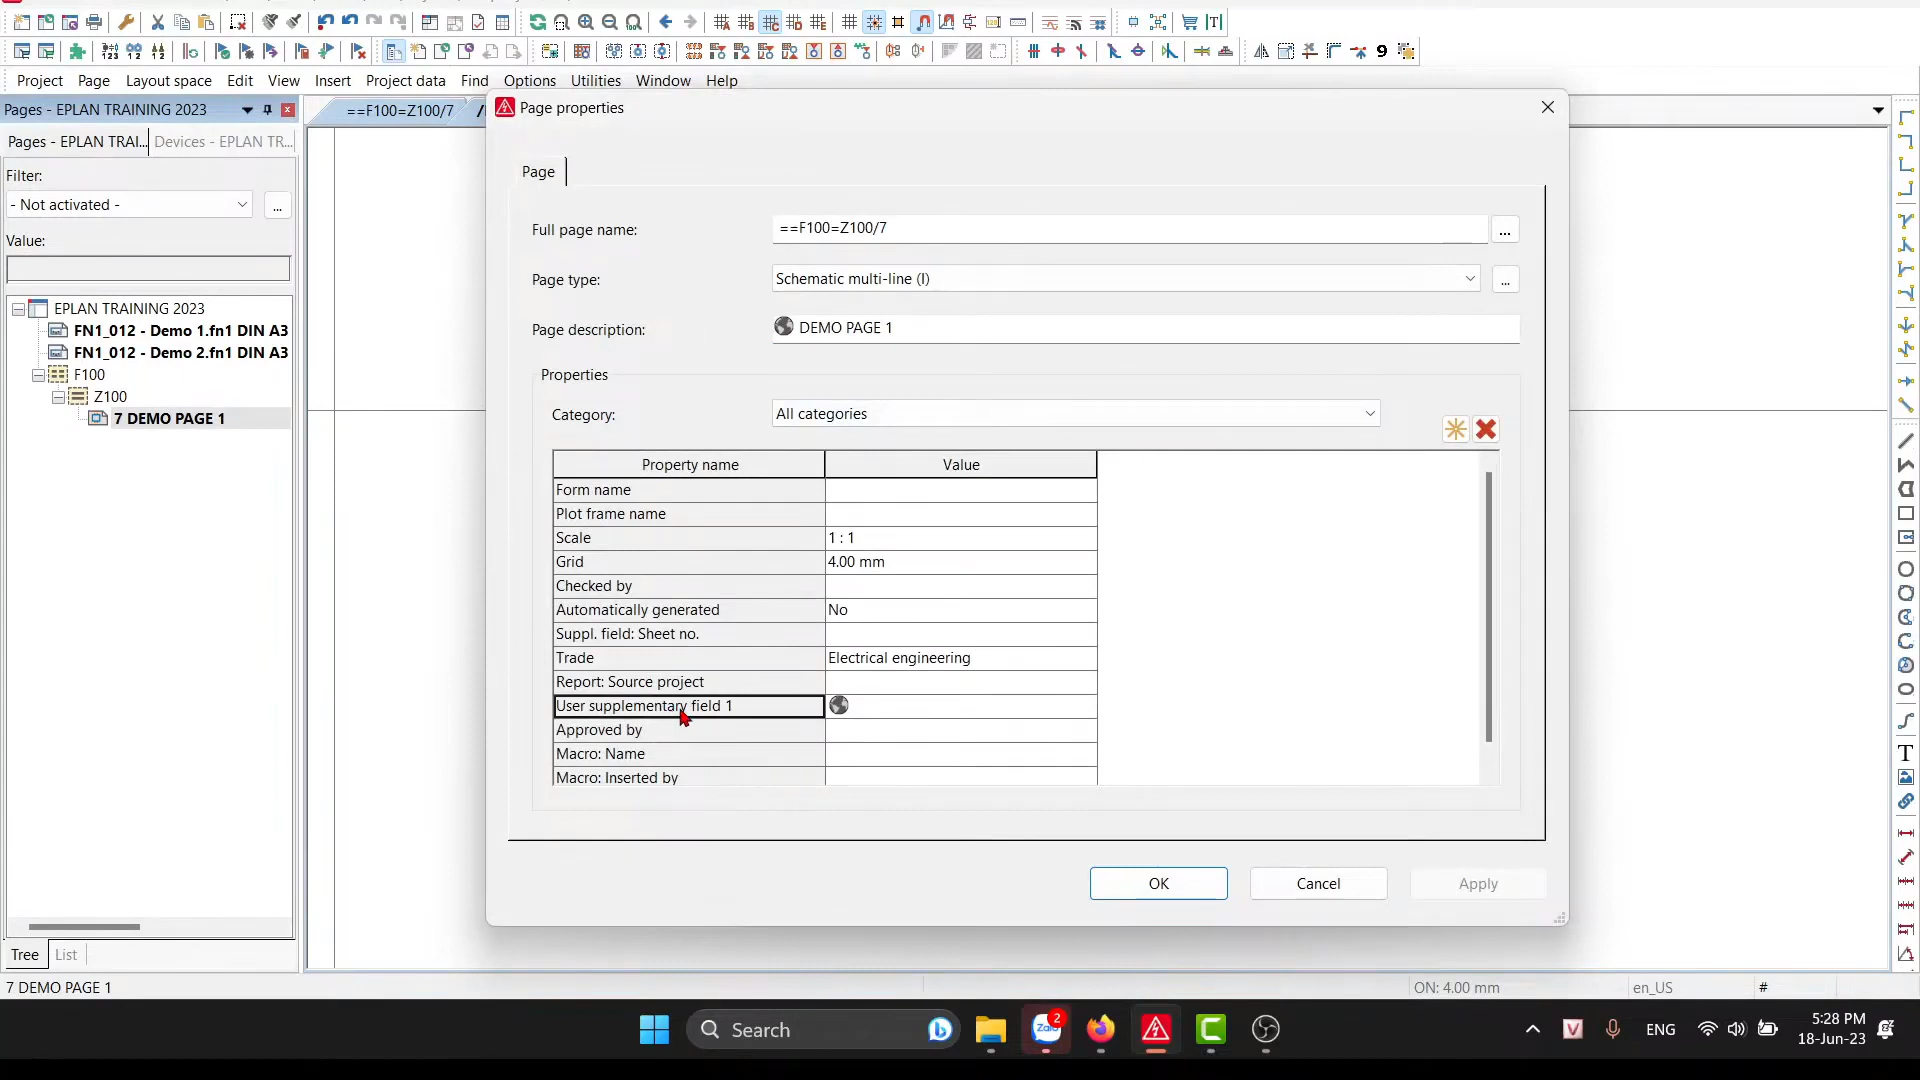 Project Page Layout space Edit View Insert Project data Find Options Utilities Window Help
Pages - EPLAN TRAINING 2023
==F100=Z100/7
Pages - EPLAN TRAI... Devices - EPLAN TR...
Filter:
- Not activated -
...
Value:
EPLAN TRAINING 2023
FN1_012 - Demo 1.fn1 DIN A3
FN1_012 - Demo 2.fn1 DIN A3
F100
Z100
7 DEMO PAGE 1
Tree List
Page properties
Page
Full page name: ==F100=Z100/7 ...
Page type: Schematic multi-line (I) ...
Page description: DEMO PAGE 1
Properties
Category: All categories
Property name Value
Form name
Plot frame name
Scale 1 : 1
Grid 4.00 mm
Checked by
Automatically generated No
Suppl. field: Sheet no.
Trade Electrical engineering
Report: Source project
User supplementary field 1
Approved by
Macro: Name
Macro: Inserted by
OK Cancel Apply
7 DEMO PAGE 1 ON: 4.00 mm en_US #
Search
Zalo 2
ENG
5:28 PM
18-Jun-23